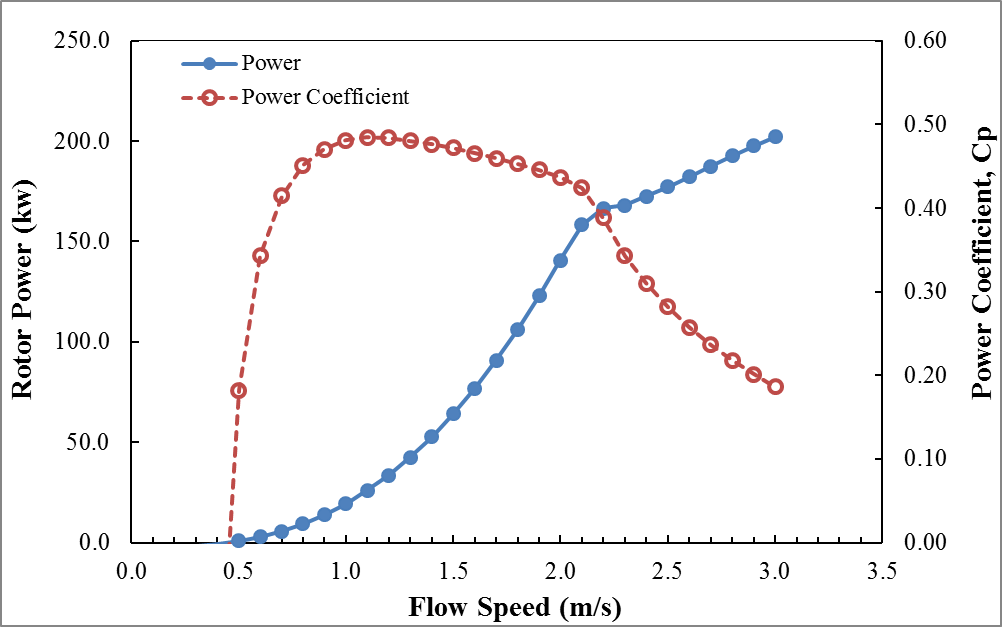 250.0
200.0
150.0
100.0
50.0
0.0
Rotor Power (kw)
Power
Power Coefficient
0.60
0.50
0.40
0.30
0.20
0.10
0.00
Power Coefficient, Cp
0.0 0.5 1.0 1.5 2.0 2.5 3.0 3.5
Flow Speed (m/s)